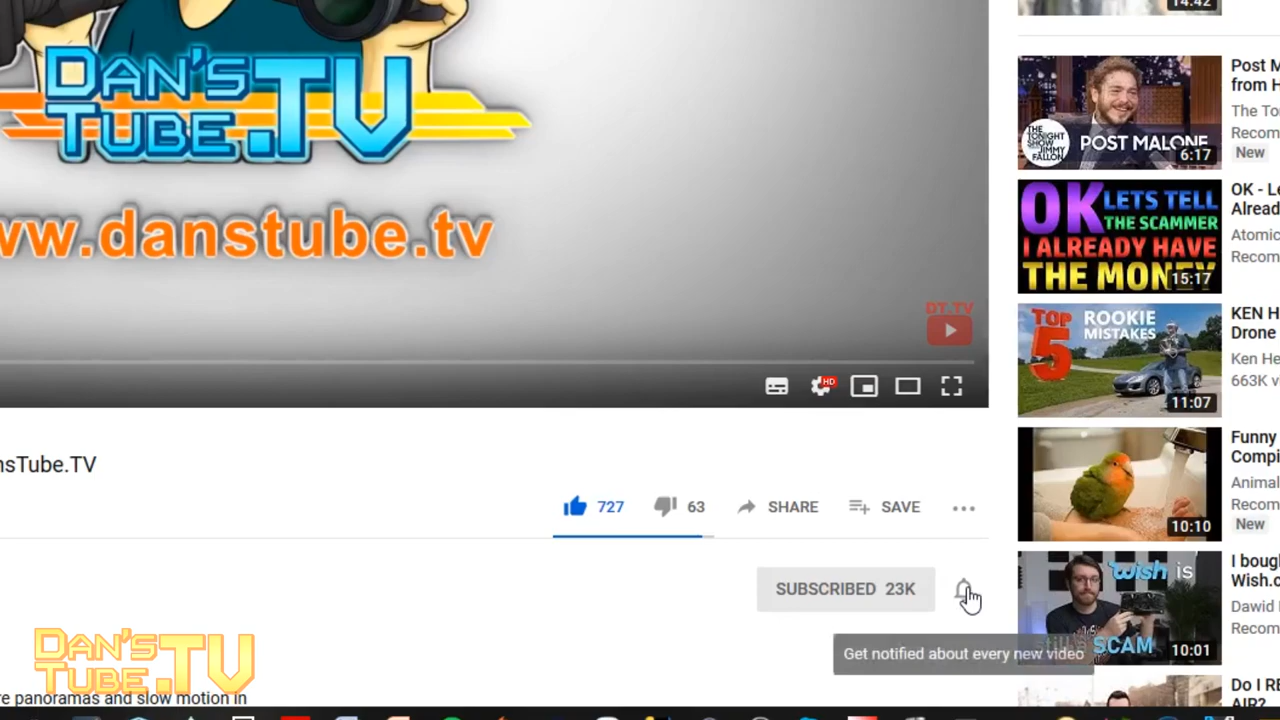 DAN'S
TUBE.TV
www.danstube.tv
DT.TV
HD
nsTube.TV
727
63
SHARE
SAVE
SUBSCRIBED 23K
Get notified about every new video
DAN'S
TUBE.TV
re panoramas and slow motion in
14:42
THE
TONIGHT
SHOW
JIMMY
FALLON
POST MALONE
6:17
Post M
from H
The To
Recom
New
OK LETS TELL
THE SCAMMER
I ALREADY HAVE
THE MONEY
15:17
OK - Le
Alread
Atomic
Recom
TOP
5
ROOKIE
MISTAKES
11:07
KEN H
Drone
Ken He
663K v
10:10
Funny
Compi
Animal
Recom
New
wish is
still a SCAM
10:01
I boug
Wish.c
Dawid
Recom
Do I RE
AIR?